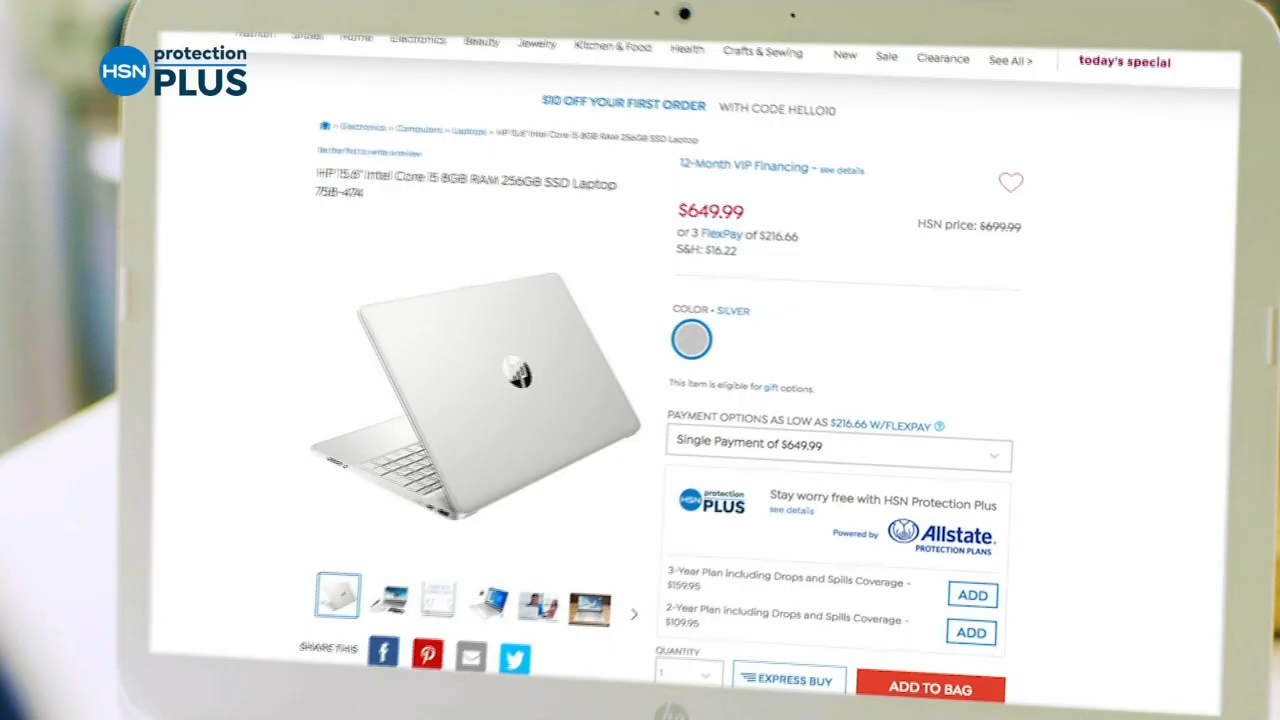 HSN protection PLUS
Fashion Shoes Home Electronics Beauty Jewelry Kitchen & Food Health Crafts & Sewing New Sale Clearance See All > today's special
$10 OFF YOUR FIRST ORDER WITH CODE HELLO10
> Electronics > Computers > Laptops > HP 15.6" Intel Core i5 8GB RAM 256GB SSD Laptop
Be the first to write a review
HP 15.6" Intel Core i5 8GB RAM 256GB SSD Laptop
12-Month VIP Financing - see details
$649.99
HSN price: $699.99
or 3 FlexPay of $216.66
S&H: $16.22
COLOR • SILVER
This item is eligible for gift options.
PAYMENT OPTIONS AS LOW AS $216.66 W/FLEXPAY ?
Single Payment of $649.99
HSN protection PLUS
Stay worry free with HSN Protection Plus
see details
Powered by Allstate.
PROTECTION PLANS
3-Year Plan including Drops and Spills Coverage -
$159.95
ADD
2-Year Plan including Drops and Spills Coverage -
$109.95
ADD
SHARE THIS
QUANTITY
1
EXPRESS BUY
ADD TO BAG
hp